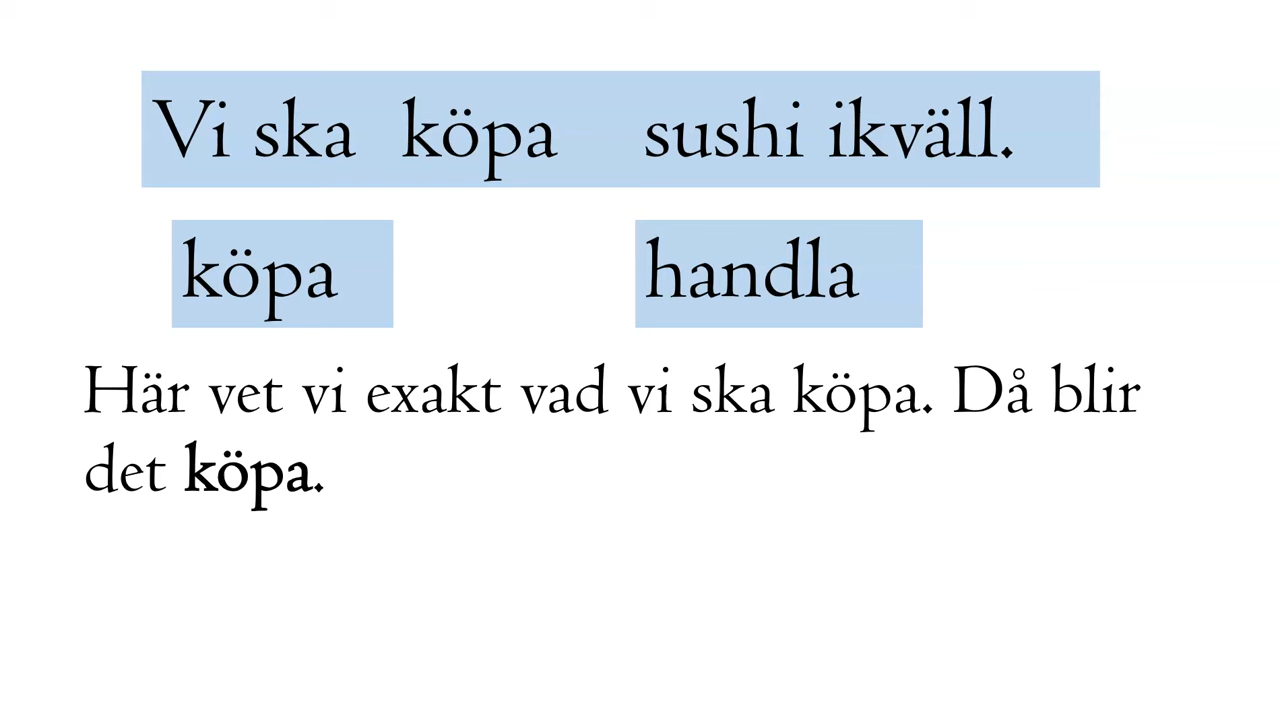 Vi ska köpa sushi ikväll.
köpa handla
Här vet vi exakt vad vi ska köpa. Då blir
det köpa.